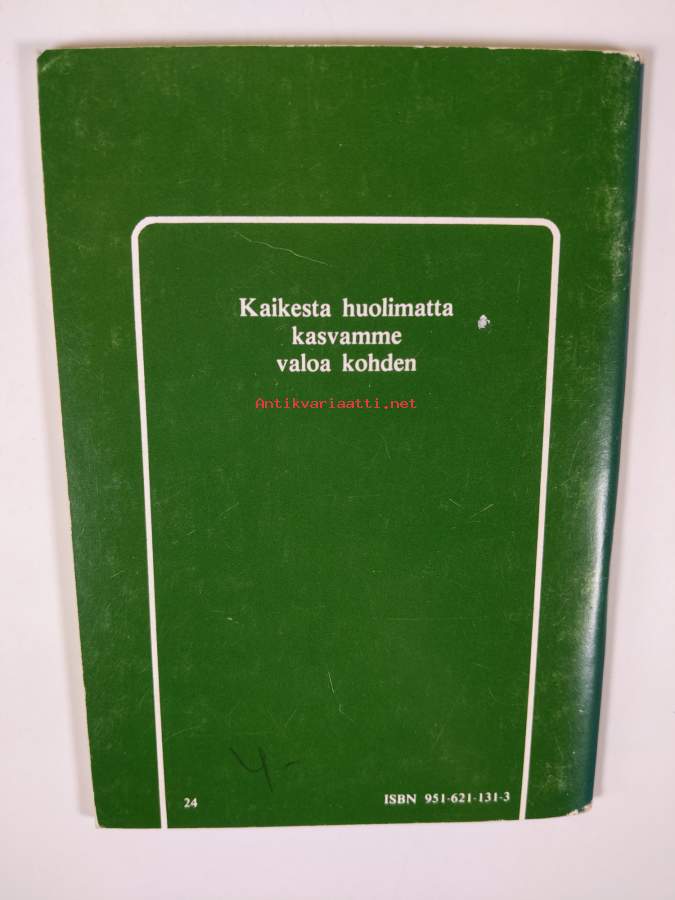 Kaikesta huolimatta
kasvamme
valoa kohden
Antikvariaatti.net
4-
24
ISBN 951-621-131-3